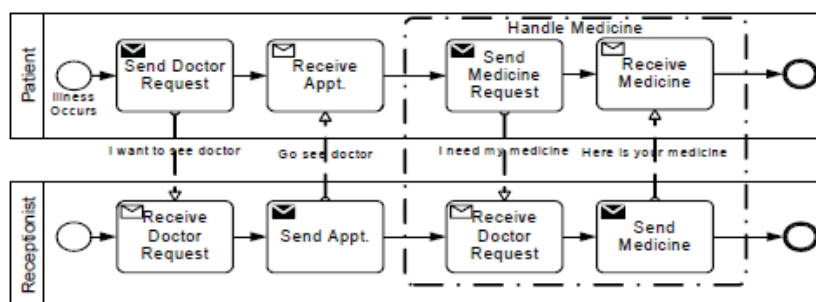 Handle Medicine
Patient
Illness
Occurs
Send Doctor
Request
Receive
Appt.
Send
Medicine
Request
Receive
Medicine
I want to see doctor
Go see doctor
I need my medicine
Here is your medicine
Receptionist
Receive
Doctor
Request
Send Appt.
Receive
Doctor
Request
Send
Medicine